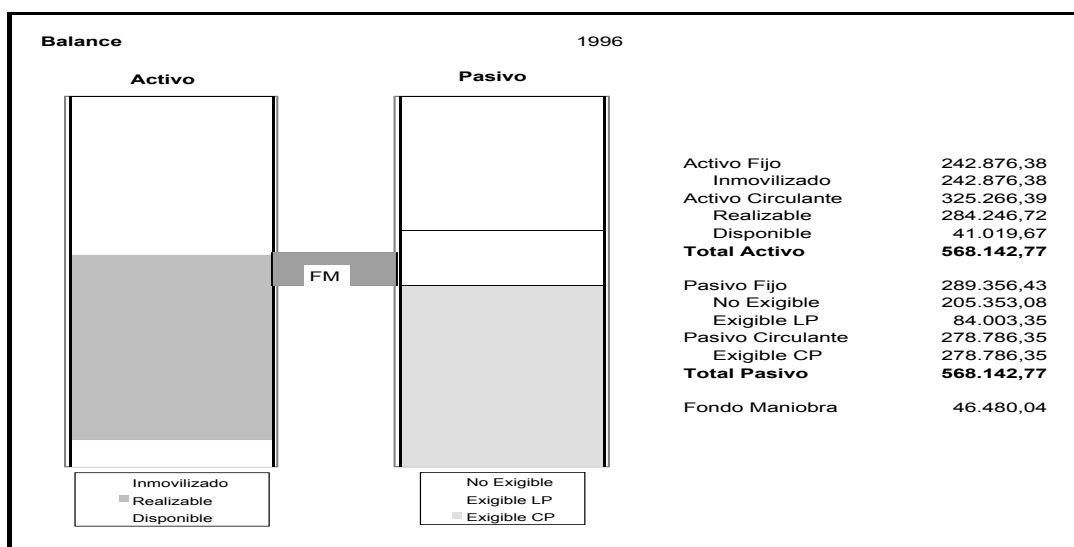 Balance 1996
Activo Pasivo
Activo Fijo 242.876,38
Inmovilizado 242.876,38
Activo Circulante 325.266,39
Realizable 284.246,72
Disponible 41.019,67
Total Activo 568.142,77
FM
Pasivo Fijo 289.356,43
No Exigible 205.353,08
Exigible LP 84.003,35
Pasivo Circulante 278.786,35
Exigible CP 278.786,35
Total Pasivo 568.142,77
Fondo Maniobra 46.480,04
Inmovilizado
Realizable
Disponible
No Exigible
Exigible LP
Exigible CP